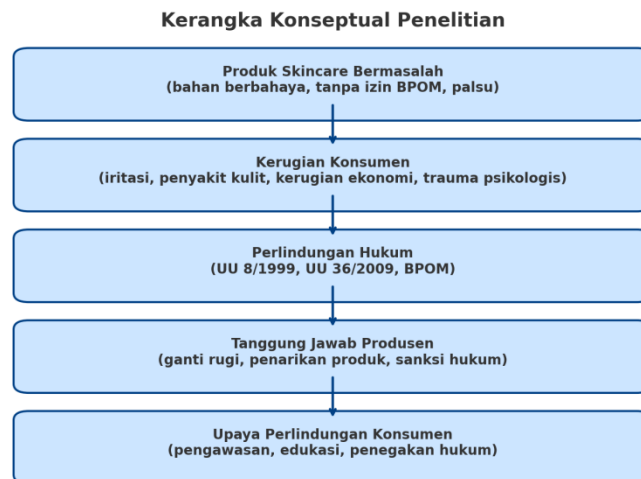 Kerangka Konseptual Penelitian
Produk Skincare Bermasalah
(bahan berbahaya, tanpa izin BPOM, palsu)
Kerugian Konsumen
(iritasi, penyakit kulit, kerugian ekonomi, trauma psikologis)
Perlindungan Hukum
(UU 8/1999, UU 36/2009, BPOM)
Tanggung Jawab Produsen
(ganti rugi, penarikan produk, sanksi hukum)
Upaya Perlindungan Konsumen
(pengawasan, edukasi, penegakan hukum)